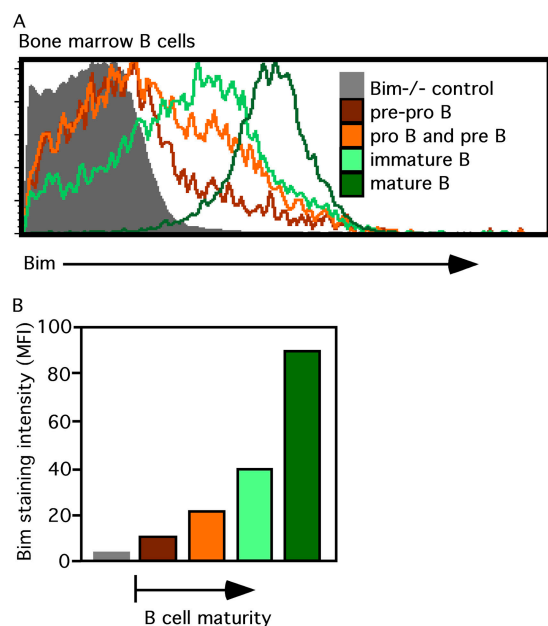 A
Bone marrow B cells
Bim-/- control
pre-pro B
pro B and pre B
immature B
mature B
Bim
B
Bim staining intensity (MFI)
100
80
60
40
20
0
B cell maturity